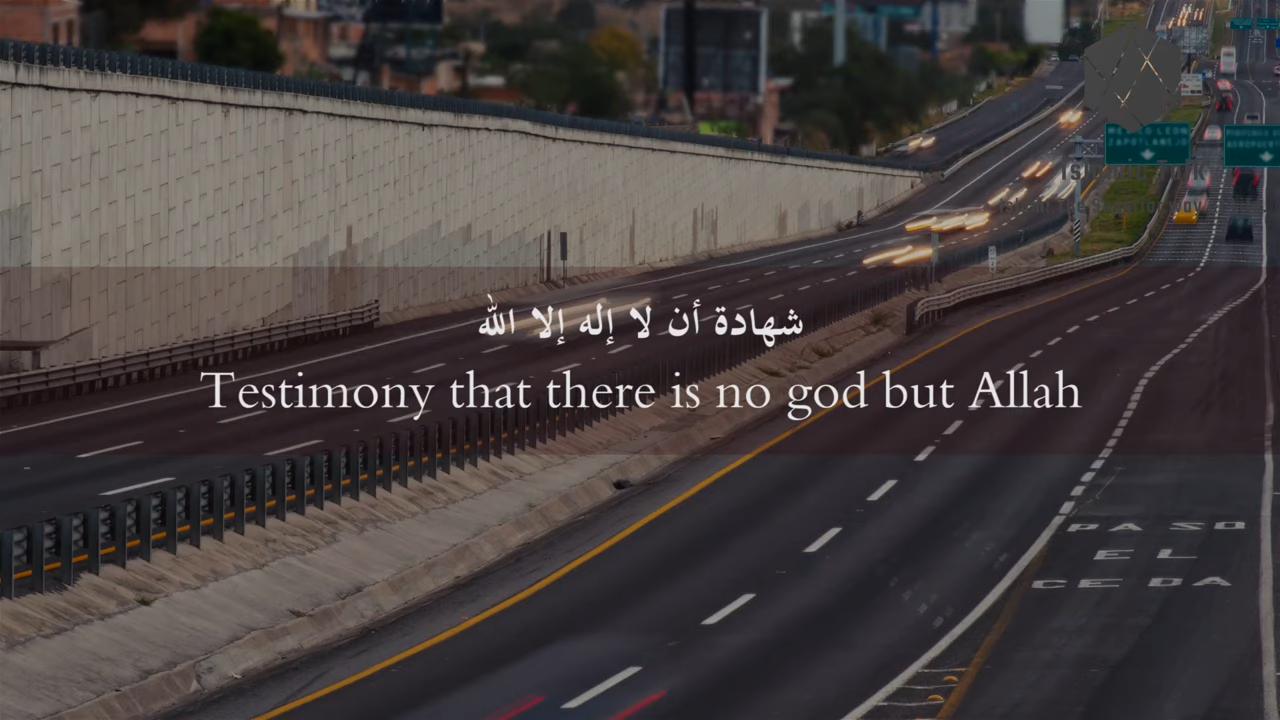 شهادة أن لا إله إلا الله
Testimony that there is no god but Allah
PASO
EL
CEDA